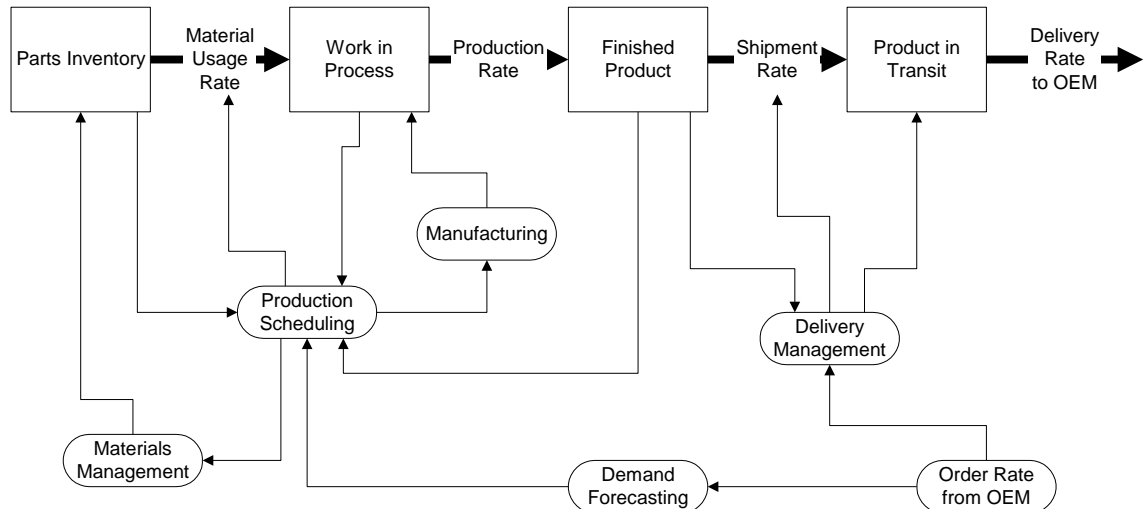 Parts Inventory
Material
Usage
Rate
Work in
Process
Production
Rate
Finished
Product
Shipment
Rate
Product in
Transit
Delivery
Rate
to OEM
Manufacturing
Production
Scheduling
Delivery
Management
Materials
Management
Demand
Forecasting
Order Rate
from OEM